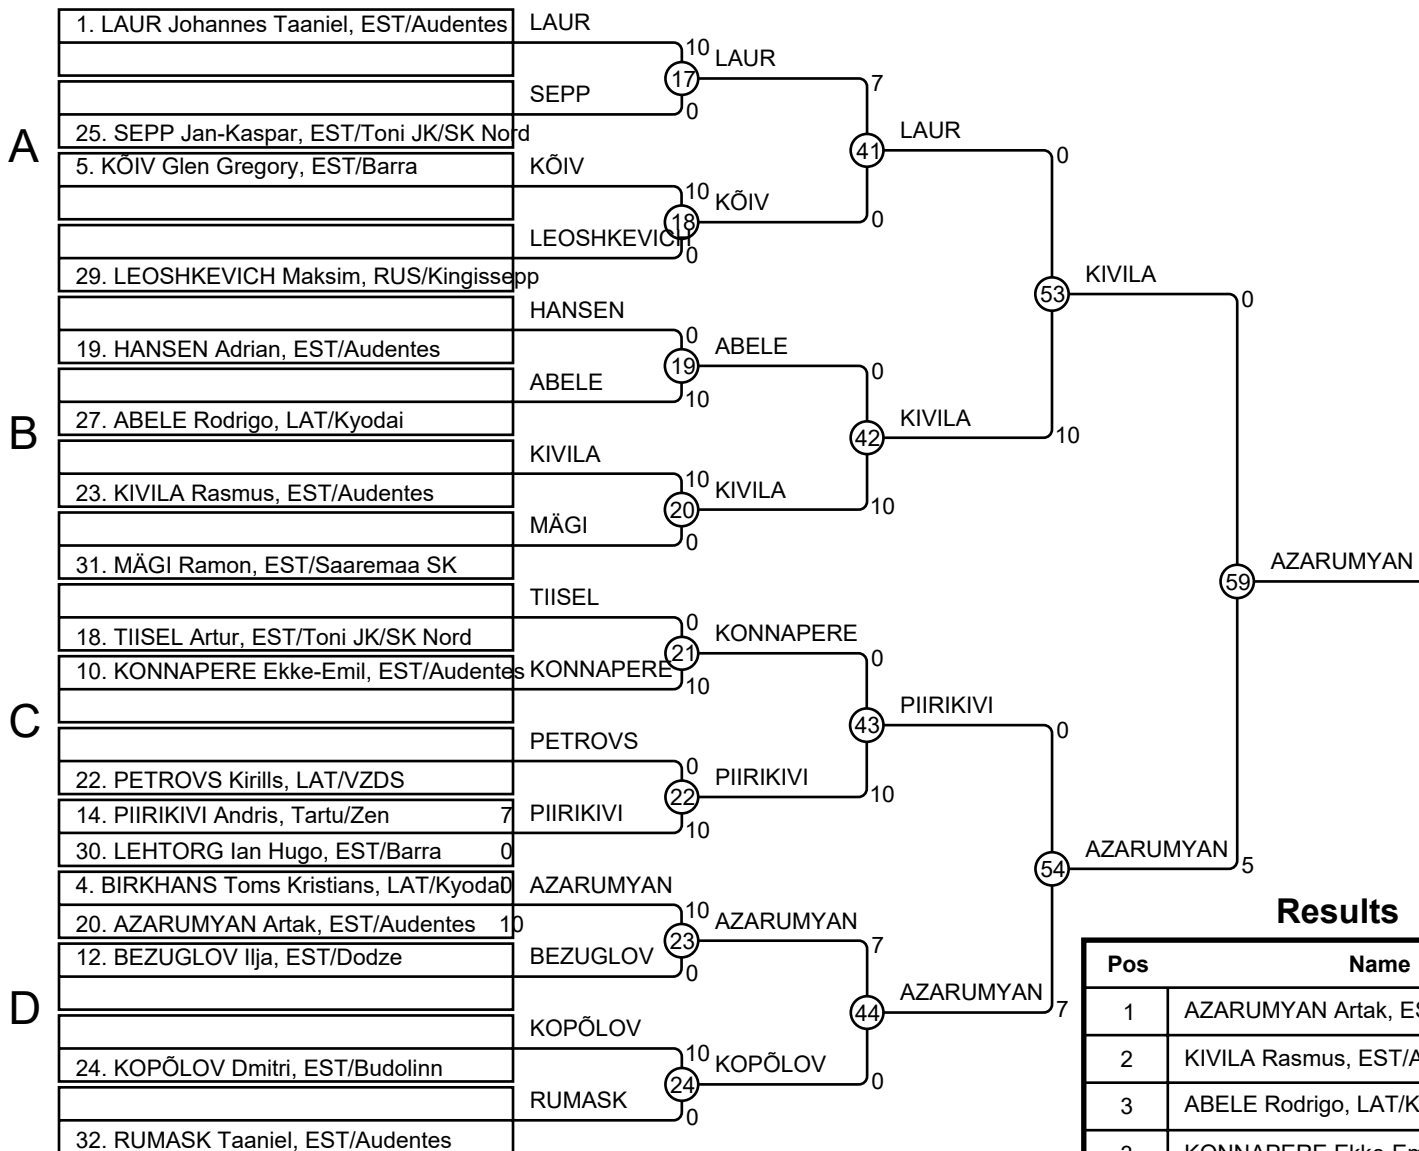 1. LAUR Johannes Taaniel, EST/Audentes
LAUR
10
LAUR
17
7
SEPP
0
25. SEPP Jan-Kaspar, EST/Toni JK/SK Nord
A
LAUR
41
0
5. KÕIV Glen Gregory, EST/Barra
KÕIV
10
KÕIV
18
0
LEOSHKEVICH
0
29. LEOSHKEVICH Maksim, RUS/Kingissepp
KIVILA
53
0
HANSEN
0
19. HANSEN Adrian, EST/Audentes
ABELE
19
0
ABELE
10
27. ABELE Rodrigo, LAT/Kyodai
B
KIVILA
42
10
KIVILA
10
23. KIVILA Rasmus, EST/Audentes
KIVILA
20
10
MÄGI
0
31. MÄGI Ramon, EST/Saaremaa SK
AZARUMYAN
59
TIISEL
0
18. TIISEL Artur, EST/Toni JK/SK Nord
KONNAPERE
21
0
10. KONNAPERE Ekke-Emil, EST/Audentes
KONNAPERE
10
C
PIIRIKIVI
43
0
PETROVS
0
22. PETROVS Kirills, LAT/VZDS
PIIRIKIVI
22
10
14. PIIRIKIVI Andris, Tartu/Zen 7
PIIRIKIVI
10
30. LEHTORG Ian Hugo, EST/Barra 0
AZARUMYAN
54
5
4. BIRKHANS Toms Kristians, LAT/Kyodai 0
AZARUMYAN
10
20. AZARUMYAN Artak, EST/Audentes 10
AZARUMYAN
23
7
12. BEZUGLOV Ilja, EST/Dodze
BEZUGLOV
0
D
AZARUMYAN
44
7
KOPÕLOV
10
24. KOPÕLOV Dmitri, EST/Budolinn
KOPÕLOV
24
0
RUMASK
0
32. RUMASK Taaniel, EST/Audentes
Results
Pos Name
1 AZARUMYAN Artak,
2 KIVILA Rasmus,
3 ABELE Rodrigo,